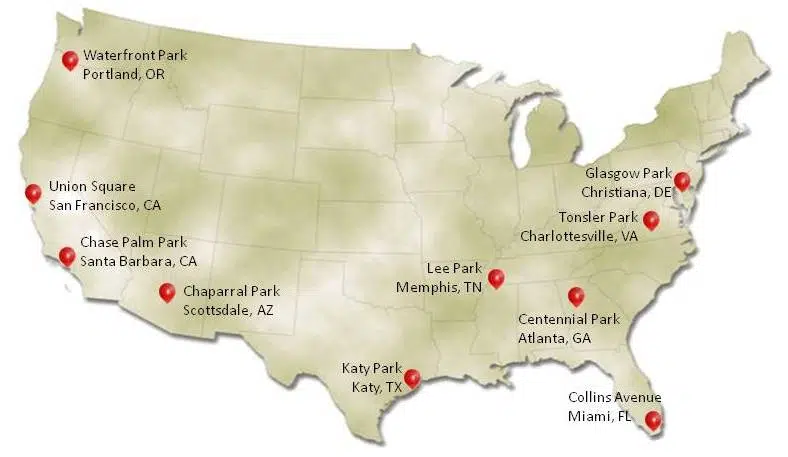 Waterfront Park
Portland, OR
Glasgow Park
Christiana, DE
Union Square
San Francisco, CA
Tonsler Park
Charlottesville, VA
Chase Palm Park
Santa Barbara, CA
Lee Park
Memphis, TN
Chaparral Park
Scottsdale, AZ
Centennial Park
Atlanta, GA
Katy Park
Katy, TX
Collins Avenue
Miami, FL